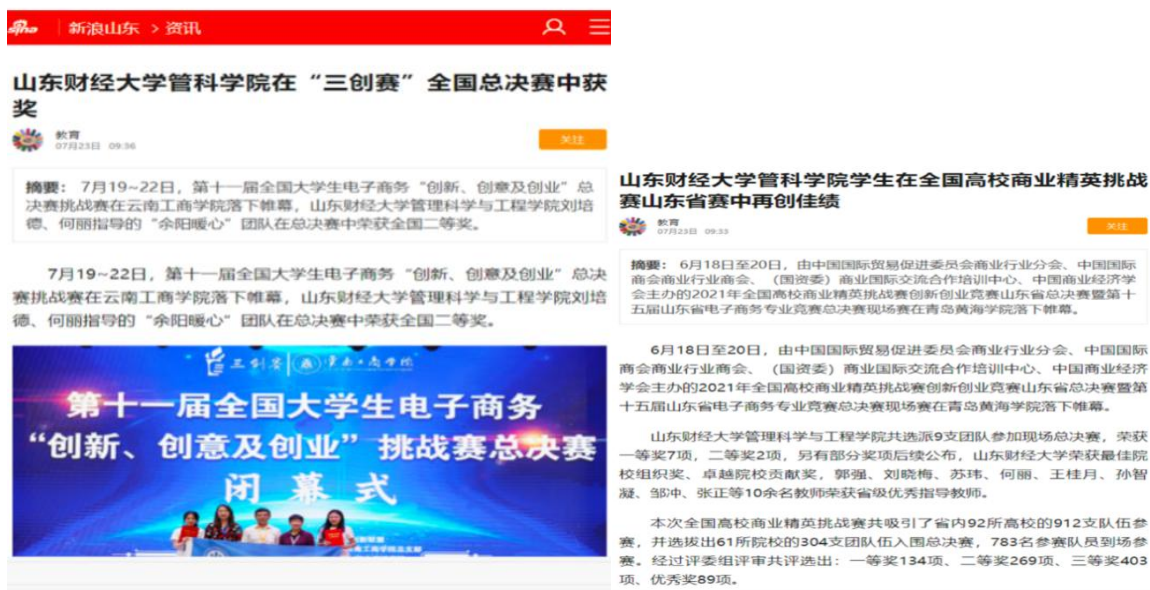 sina
新浪山东 > 资讯
山东财经大学管科学院在“三创赛”全国总决赛中获
奖
教育
07月23日 09:36
关注
摘要： 7月19~22日，第十一届全国大学生电子商务“创新、创意及创业”总
决赛挑战赛在云南工商学院落下帷幕，山东财经大学管理科学与工程学院刘培
德、何丽指导的“余阳暖心”团队在总决赛中荣获全国二等奖。
7月19~22日，第十一届全国大学生电子商务“创新、创意及创业”总决
赛挑战赛在云南工商学院落下帷幕，山东财经大学管理科学与工程学院刘培
德、何丽指导的“余阳暖心”团队在总决赛中荣获全国二等奖。
三创赛
第十一届全国大学生电子商务
“创新、创意及创业”挑战赛总决赛
闭幕式
山东财经大学管科学院学生在全国高校商业精英挑战
赛山东省赛中再创佳绩
教育
07月23日 09:33
关注
摘要： 6月18日至20日，由中国国际贸易促进委员会商业行业分会、中国国际
商会商业行业商会、（国资委）商业国际交流合作培训中心、中国商业经济学
会主办的2021年全国高校商业精英挑战赛创新创业竞赛山东省总决赛暨第十
五届山东省电子商务专业竞赛总决赛现场赛在青岛黄海学院落下帷幕。
6月18日至20日，由中国国际贸易促进委员会商业行业分会、中国国际
商会商业行业商会、（国资委）商业国际交流合作培训中心、中国商业经济
学会主办的2021年全国高校商业精英挑战赛创新创业竞赛山东省总决赛暨第
十五届山东省电子商务专业竞赛总决赛现场赛在青岛黄海学院落下帷幕。
山东财经大学管理科学与工程学院共选派9支团队参加现场总决赛，荣获
一等奖7项，二等奖2项，另有部分奖项后续公布，山东财经大学荣获最佳院
校组织奖、卓越院校贡献奖，郭强、刘晓梅、苏玮、何丽、王桂月、孙智
凝、邹冲、张正等10余名教师荣获省级优秀指导教师。
本次全国高校商业精英挑战赛共吸引了省内92所高校的912支队伍参
赛，并选拔出61所院校的304支团队伍入围总决赛，783名参赛队员到场参
赛。经过评委组评审共评选出：一等奖134项、二等奖269项、三等奖403
项、优秀奖89项。